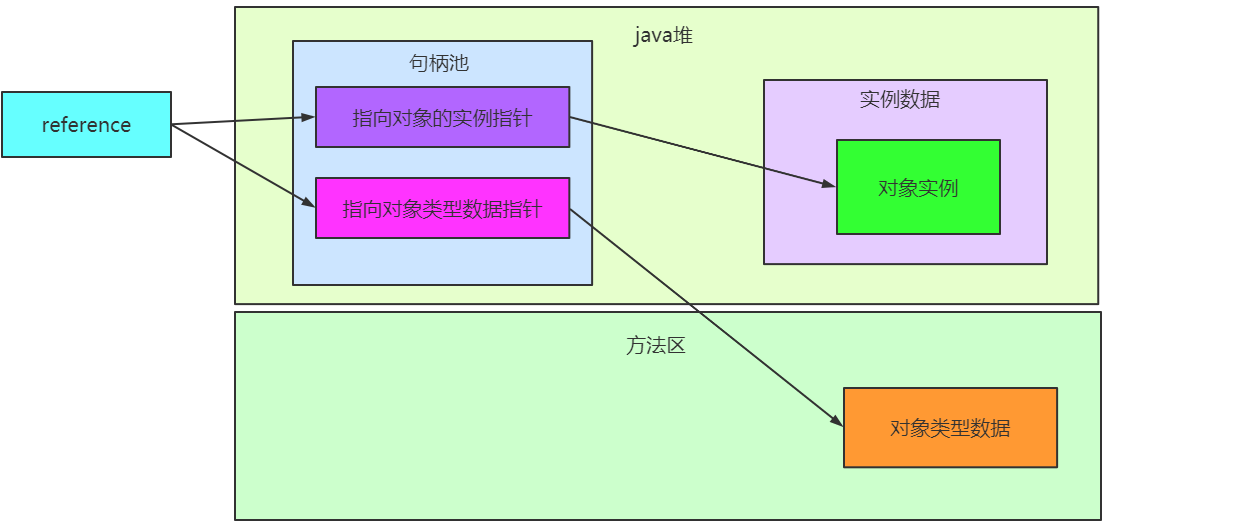 java堆
句柄池
reference
指向对象的实例指针
指向对象类型数据指针
实例数据
对象实例
方法区
对象类型数据